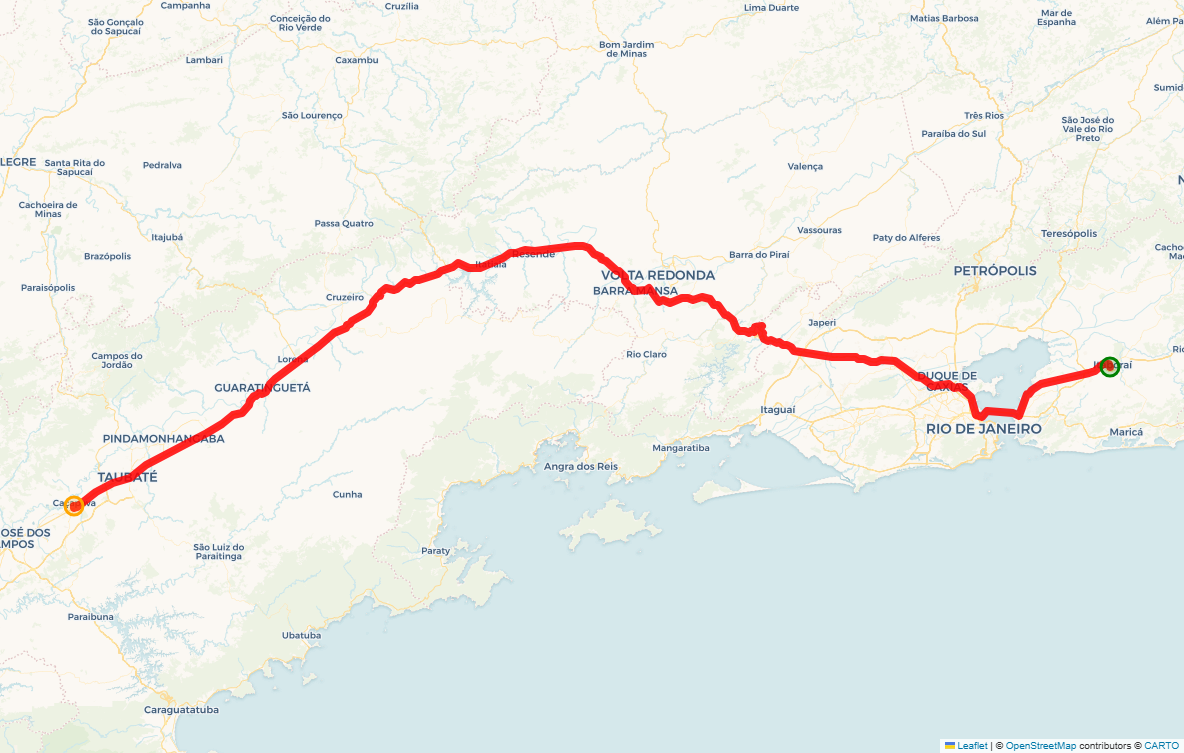 Campanha
Cruzília
Lima Duarte
Matias Barbosa
Mar de
Espanha
Além Pa
São Gonçalo
do Sapucaí
Conceição do
Rio Verde
Bom Jardim
de Minas
Lambari
Caxambu
Sumid
São Lourenço
Três Rios
Paraíba do Sul
São José do
Vale do Rio
Preto
LEGRE
Santa Rita do
Sapucaí
Pedralva
Valença
N
Cachoeira de
Minas
Passa Quatro
Itajubá
Vassouras
Paty do Alferes
Teresópolis
Cacho
Ma
Brazópolis
Resende
Barra do Piraí
Itatiaia
VOLTA REDONDA
PETRÓPOLIS
Paraisópolis
Cruzeiro
BARRA MANSA
Japeri
Campos do
Jordão
Lorena
Rio Claro
Itaboraí
Rio
GUARATINGUETÁ
DUQUE DE
CAXIAS
Itaguaí
RIO DE JANEIRO
Maricá
PINDAMONHANGABA
Mangaratiba
TAUBATÉ
Angra dos Reis
Caçapava
Cunha
OSÉ DOS
MPOS
São Luiz do
Paraitinga
Paraty
Paraibuna
Ubatuba
Caraguatatuba
Leaflet | © OpenStreetMap contributors © CARTO